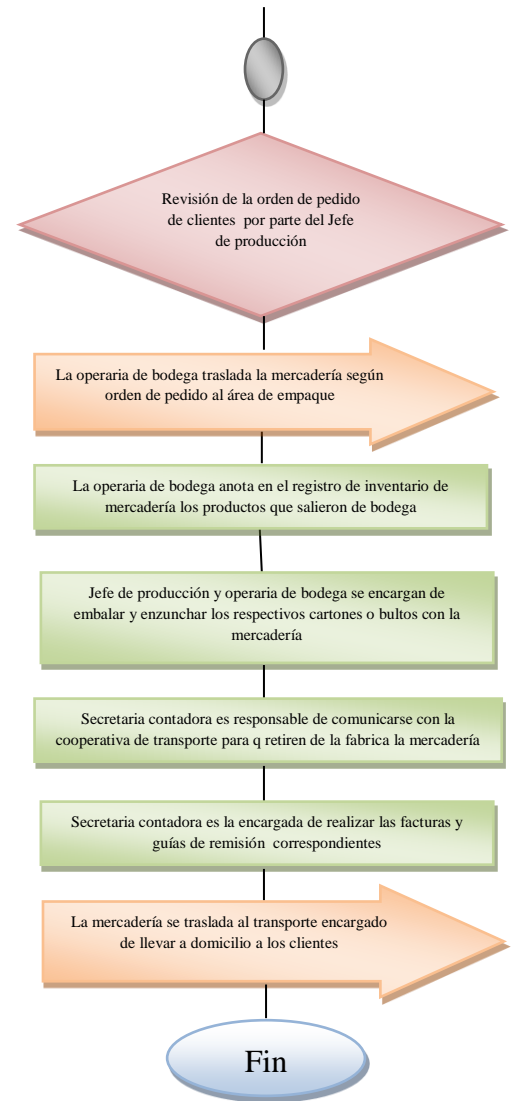 Revisión de la orden de pedido
de clientes por parte del Jefe
de producción
La operaria de bodega traslada la mercadería según
orden de pedido al área de empaque
La operaria de bodega anota en el registro de inventario de
mercadería los productos que salieron de bodega
Jefe de producción y operaria de bodega se encargan de
embalar y enzunchar los respectivos cartones o bultos con la
mercadería
Secretaria contadora es responsable de comunicarse con la
cooperativa de transporte para q retiren de la fabrica la mercadería
Secretaria contadora es la encargada de realizar las facturas y
guías de remisión correspondientes
La mercadería se traslada al transporte encargado
de llevar a domicilio a los clientes
Fin